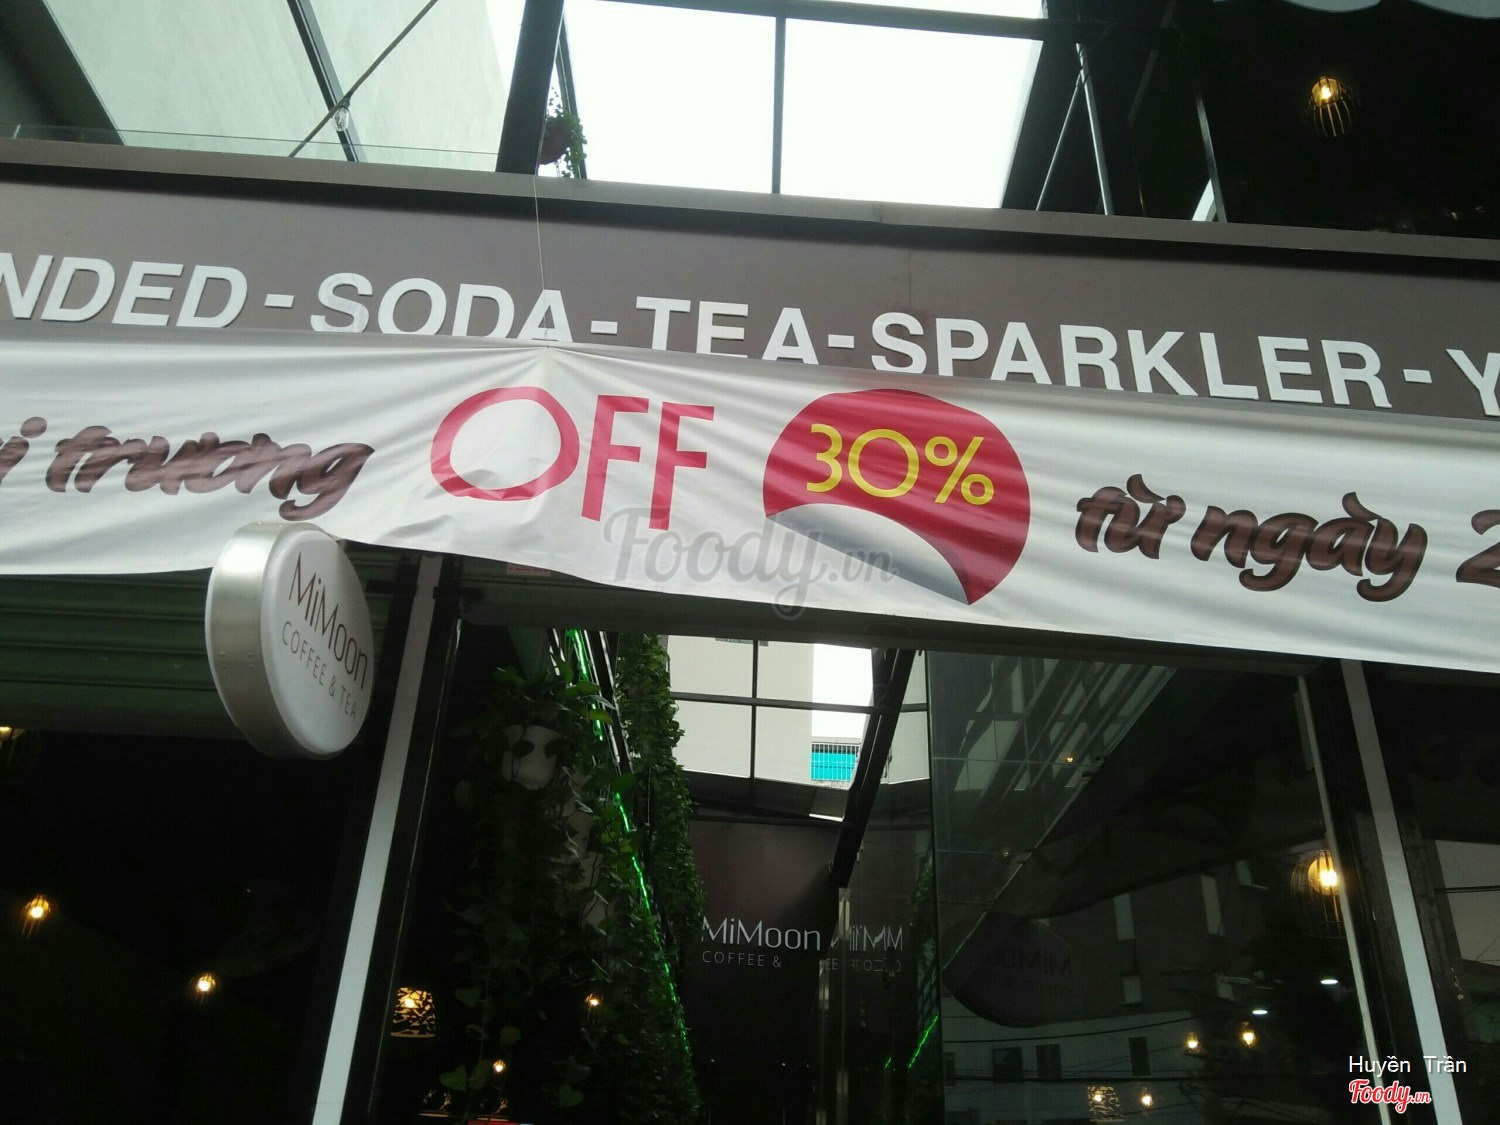 NDED - SODA - TEA - SPARKLER - Y
i trương OFF 30% từ ngày 2
Foody.vn
MiMoon
COFFEE & TEA
MiMoon
COFFEE &
Huyền Trần
Foody.vn